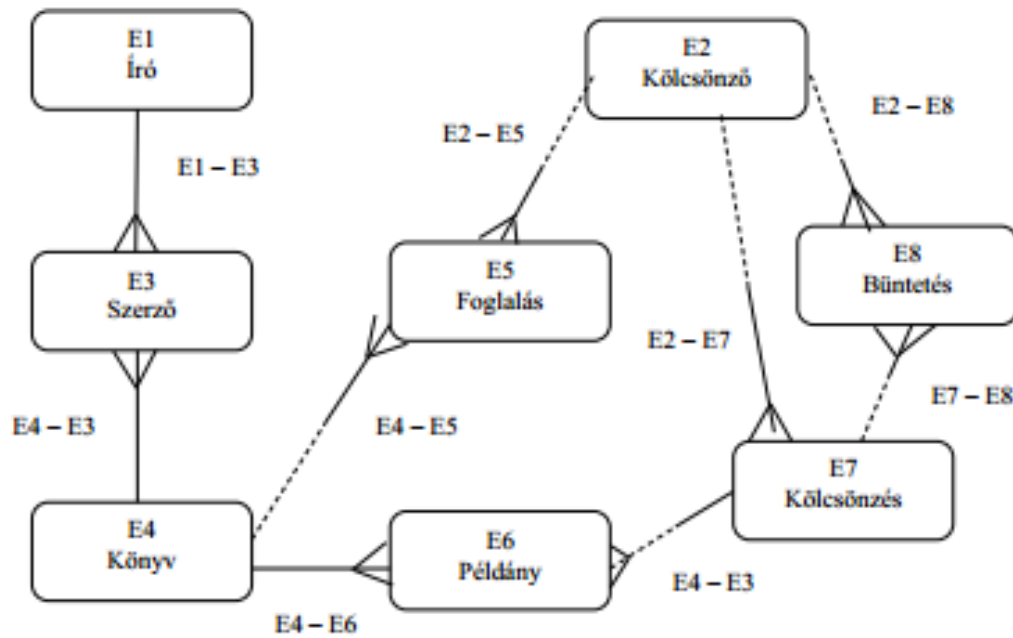 E1
Író
E2
Kölcsönző
E2 – E5
E2 – E8
E1 – E3
E3
Szerző
E5
Foglalás
E8
Büntetés
E2 – E7
E7 – E8
E4 – E3
E4 – E5
E7
Kölcsönzés
E4
Könyv
E6
Példány
E4 – E3
E4 – E6